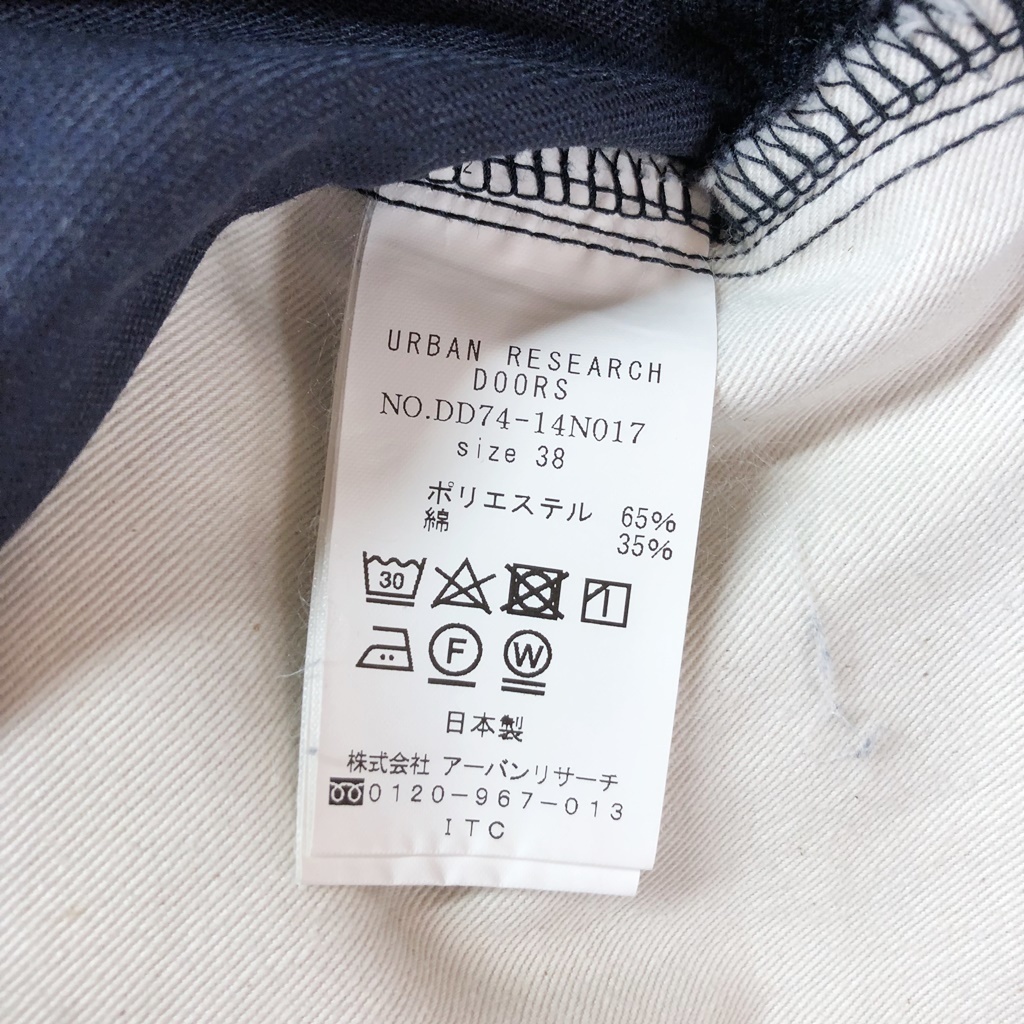 URBAN RESEARCH
DOORS
NO.DD74-14N017
size 38
ポリエステル 65%
綿 35%
30
F W
日本製
株式会社 アーバンリサーチ
0120-967-013
ITC